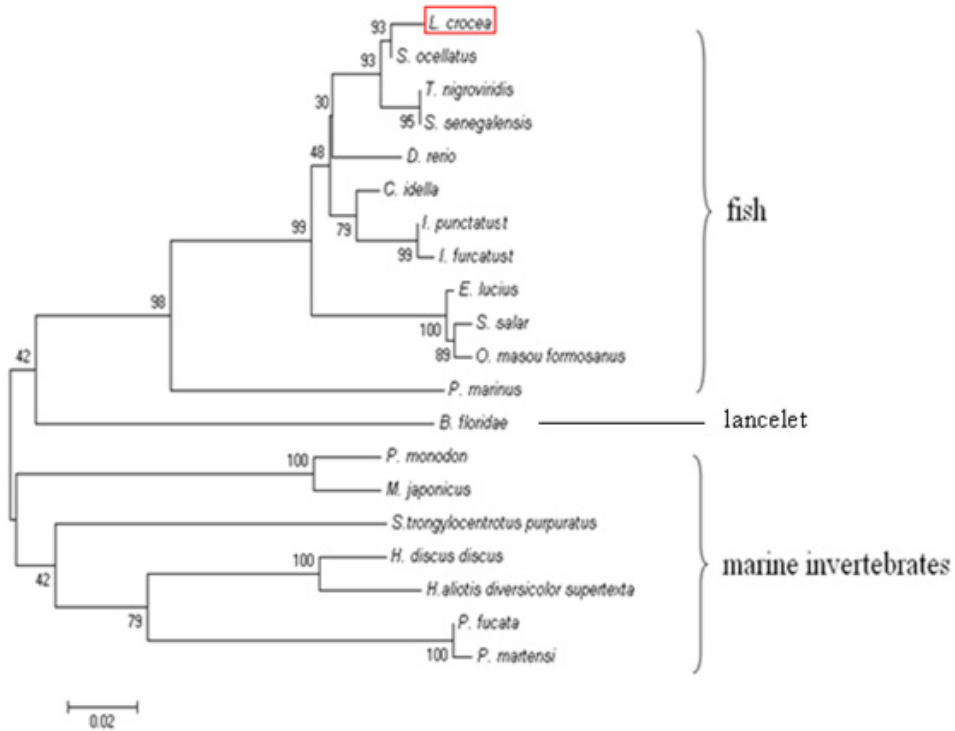 93
L. crocea
S. ocellatus
93
T. nigroviridis
95
S. senegalensis
30
D. rerio
48
C. idella
I. punctatust
79
99
I. furcatust
99
E. lucius
S. salar
100
89
O. masou formosanus
98
P. marinus
fish
42
B. floridae
lancelet
P. monodon
100
M. japonicus
S.trongylocentrotus purpuratus
42
H. discus discus
100
H.aliotis diversicolor supertexta
79
P. fucata
100
P. martensi
marine invertebrates
0.02